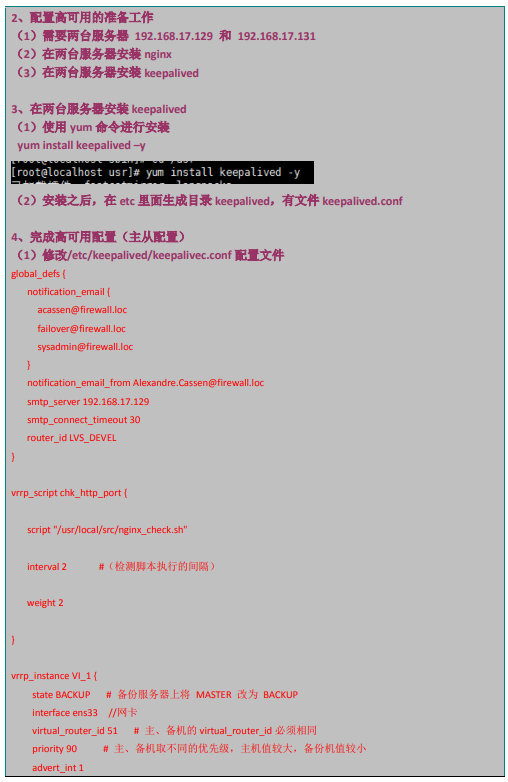 2、配置高可用的准备工作
（1）需要两台服务器 192.168.17.129 和 192.168.17.131
（2）在两台服务器安装 nginx
（3）在两台服务器安装 keepalived
3、在两台服务器安装 keepalived
（1）使用 yum 命令进行安装
yum install keepalived –y
[root@localhost usr]# yum install keepalived -y
（2）安装之后，在 etc 里面生成目录 keepalived，有文件 keepalived.conf
4、完成高可用配置（主从配置）
（1）修改/etc/keepalived/keepalivec.conf 配置文件
global_defs {
notification_email {
acassen@firewall.loc
failover@firewall.loc
sysadmin@firewall.loc
}
notification_email_from Alexandre.Cassen@firewall.loc
smtp_server 192.168.17.129
smtp_connect_timeout 30
router_id LVS_DEVEL
}
vrrp_script chk_http_port {
script "/usr/local/src/nginx_check.sh"
interval 2 #（检测脚本执行的间隔）
weight 2
}
vrrp_instance VI_1 {
state BACKUP # 备份服务器上将 MASTER 改为 BACKUP
interface ens33 //网卡
virtual_router_id 51 # 主、备机的 virtual_router_id 必须相同
priority 90 # 主、备机取不同的优先级，主机值较大，备份机值较小
advert_int 1